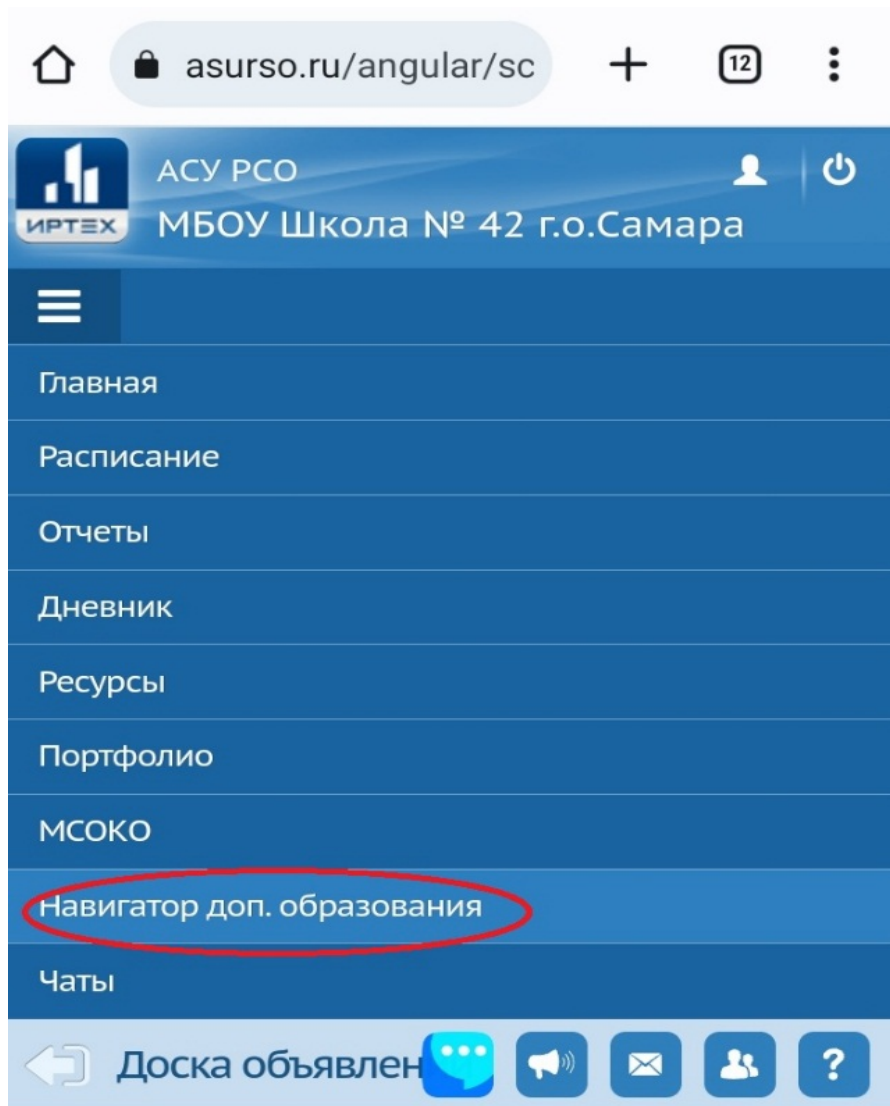 asurso.ru/angular/sc
12
АСУ РСО
ИРТЕХ
МБОУ Школа № 42 г.о.Самара
Главная
Расписание
Отчеты
Дневник
Ресурсы
Портфолио
МСОКО
Навигатор доп. образования
Чаты
Доска объявлен
?